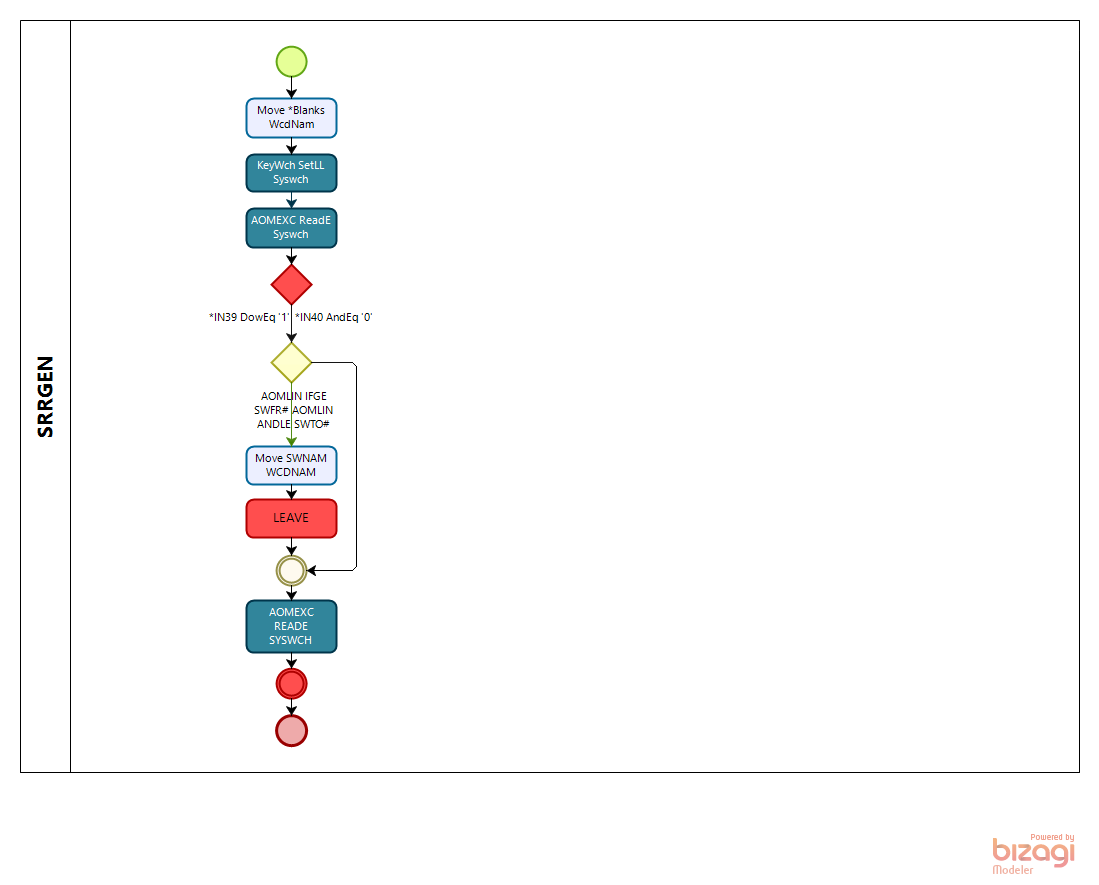 SRRGEN
Move *Blanks
WcdNam
KeyWch SetLL
Syswch
AOMEXC ReadE
Syswch
*IN39 DowEq '1' *IN40 AndEq '0'
AOMLIN IFGE
SWFR# AOMLIN
ANDLE SWTO#
Move SWNAM
WCDNAM
LEAVE
AOMEXC
READE
SYSWCH
Powered by
bizagi
Modeler